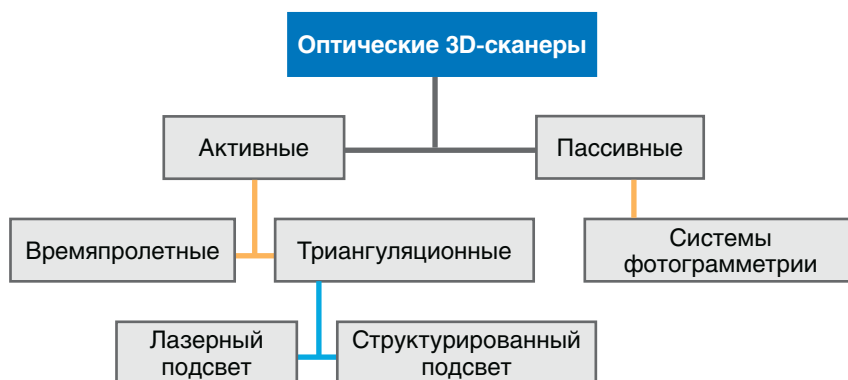 Оптические 3D-сканеры
Активные
Пассивные
Времяпролетные
Триангуляционные
Системы
фотограмметрии
Лазерный
подсвет
Структурированный
подсвет